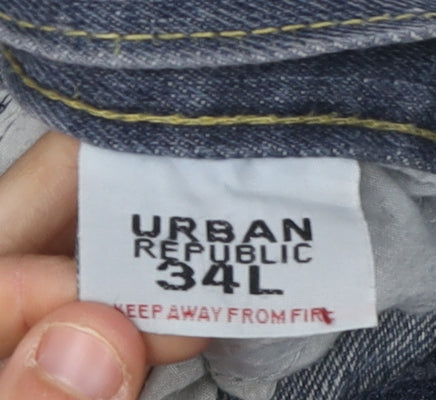 URBAN
REPUBLIC
34L
KEEP AWAY FROM FIRE